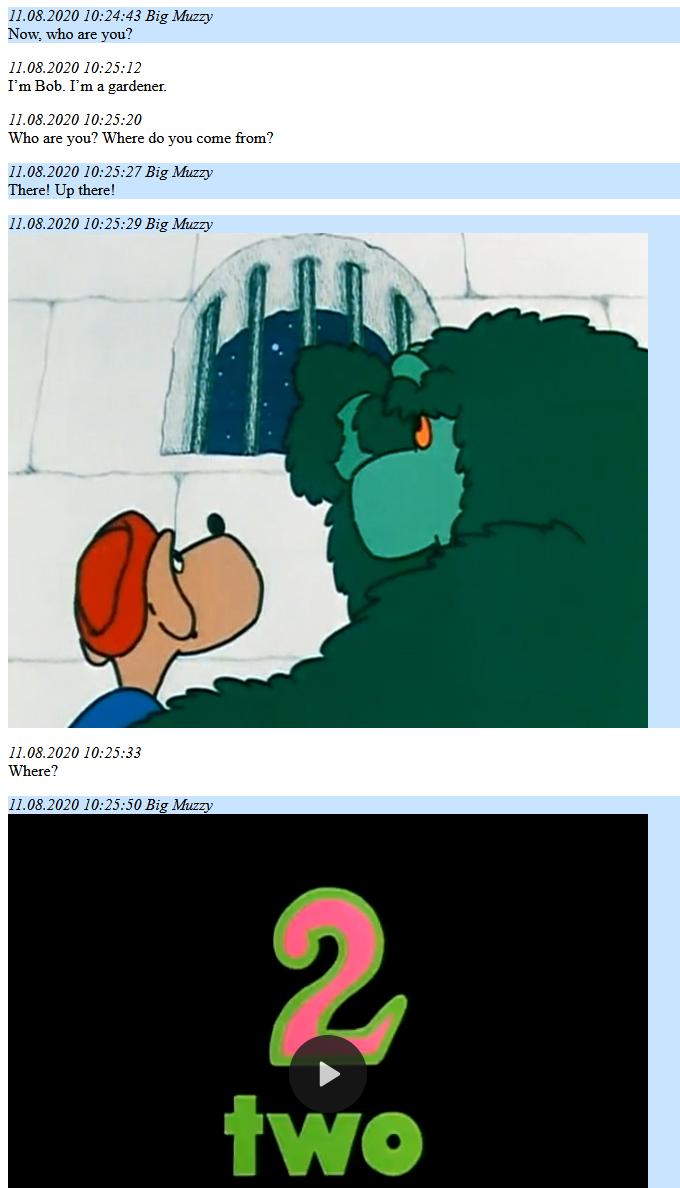 11.08.2020 10:24:43 Big Muzzy
Now, who are you?
11.08.2020 10:25:12
I’m Bob. I’m a gardener.
11.08.2020 10:25:20
Who are you? Where do you come from?
11.08.2020 10:25:27 Big Muzzy
There! Up there!
11.08.2020 10:25:29 Big Muzzy
11.08.2020 10:25:33
Where?
11.08.2020 10:25:50 Big Muzzy
2
two